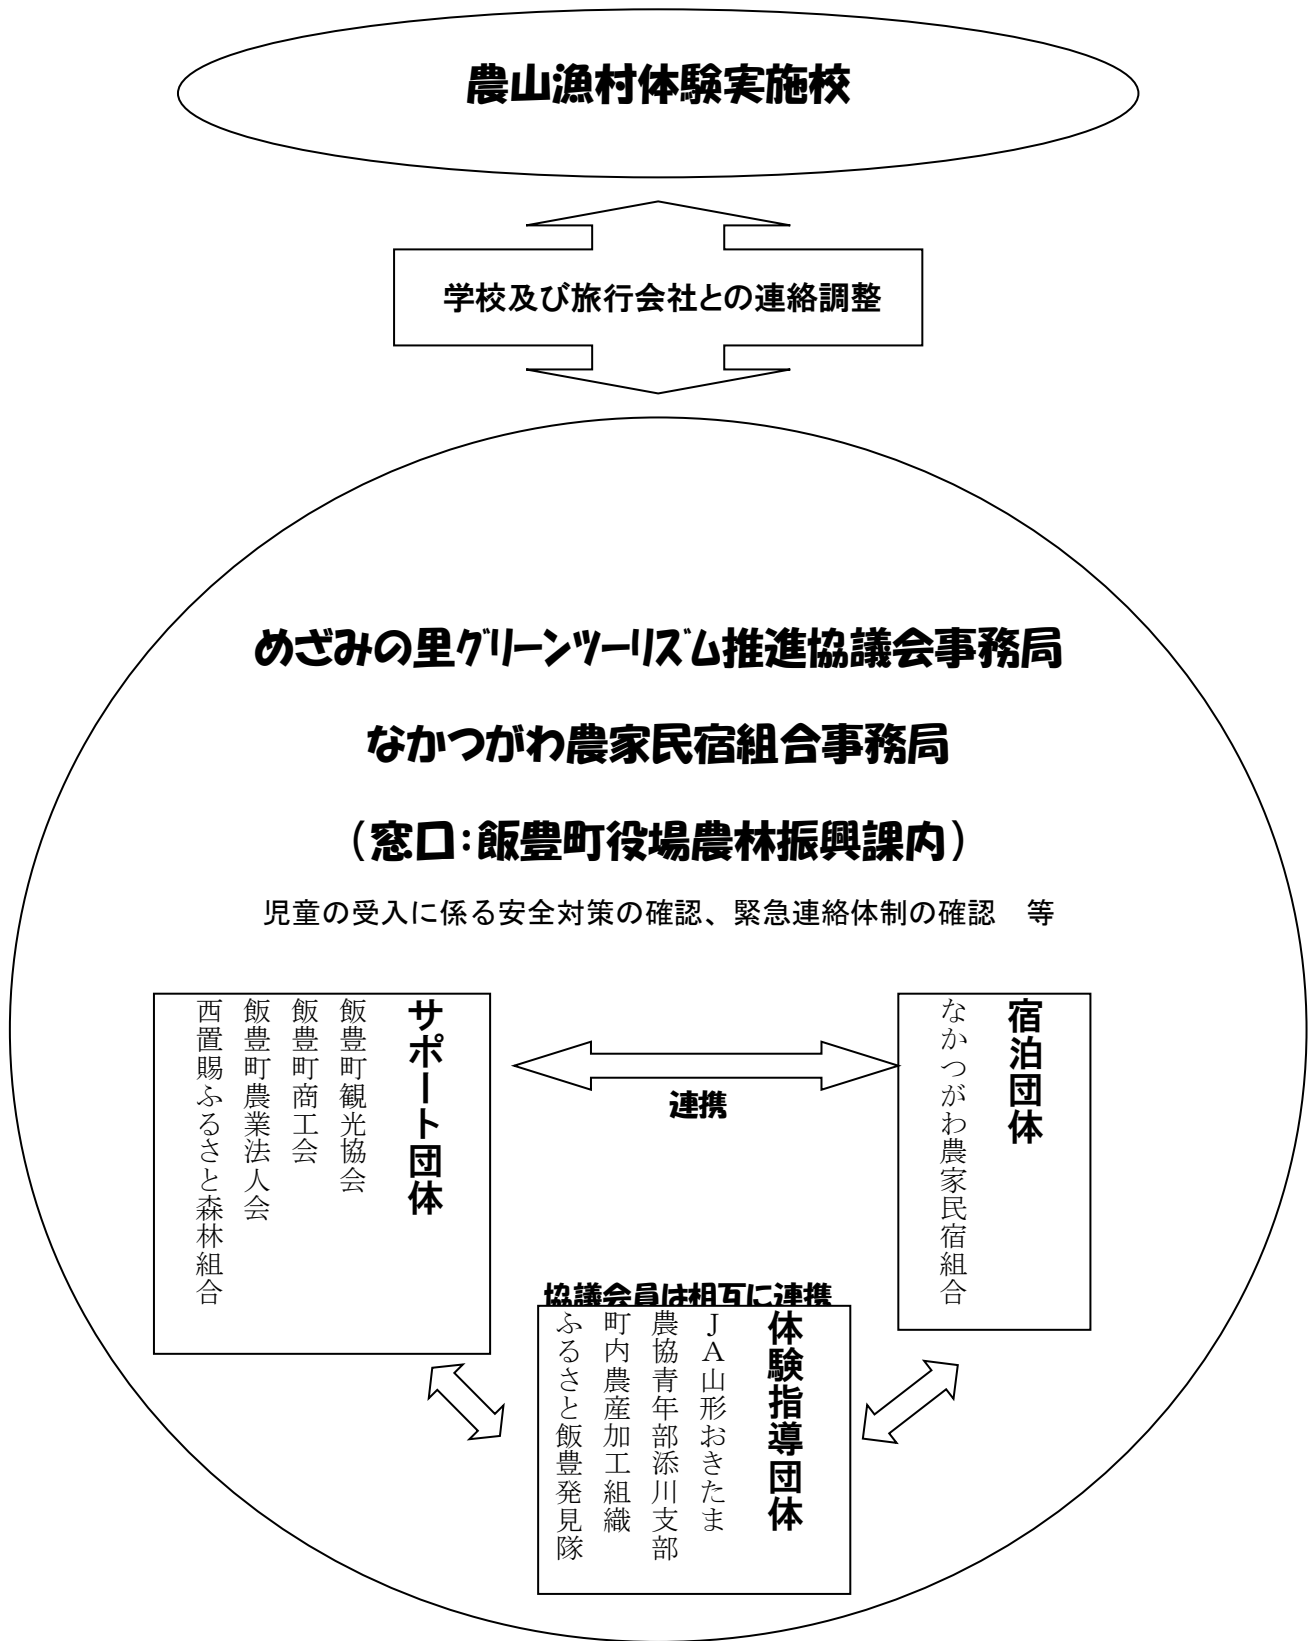 農山漁村体験実施校
学校及び旅行会社との連絡調整
めざみの里グリーンツーリズム推進協議会事務局
なかつがわ農家民宿組合事務局
（窓口：飯豊町役場農林振興課内）
児童の受入に係る安全対策の確認、緊急連絡体制の確認　等
サポート団体
飯豊町観光協会
飯豊町商工会
飯豊町農業法人会
西置賜ふるさと森林組合
連携
宿泊団体
なかつがわ農家民宿組合
協議会員は相互に連携
体験指導団体
ＪＡ山形おきたま
農協青年部添川支部
町内農産加工組織
ふるさと飯豊発見隊